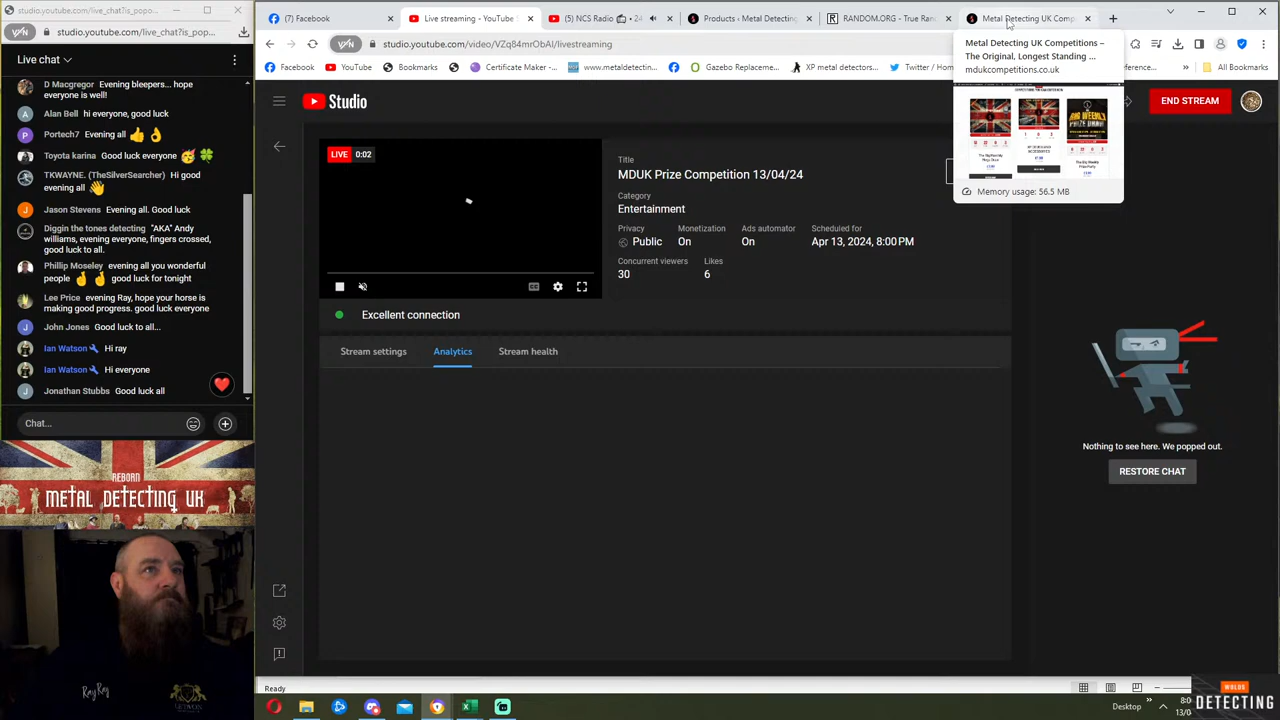 studio.youtube.com/live_chat?is_pop...
studio.youtube.com/live_chat?is_pop...
Live chat
D Macgregor Evening bleepers... hope
everyone is well!
Alan Bell hi everyone, good luck
Portech7 Evening all 👍 👌
Toyota karina Good luck everyone
TKWAYNE. (TheSilverSearcher) Hi good
evening all 👋
Jason Stevens Evening all. Good luck
Diggin the tones detecting "AKA" Andy
williams, evening everyone, fingers crossed,
good luck to all.
Phillip Moseley evening all you wonderful
people 🤞 🤞 good luck for tonight
Lee Price evening Ray, hope your horse is
making good progress. good luck everyone
John Jones Good luck to all...
Ian Watson Hi ray
Ian Watson Hi everyone
Jonathan Stubbs Good luck all
Chat...
REBORN
METAL DETECTING UK
(7) Facebook
Live streaming - YouTube
(5) NCS Radio
Products ‹ Metal Detecting
RANDOM.ORG - True Ran
Metal Detecting UK Comp
studio.youtube.com/video/VZq84mrObAI/livestreaming
Facebook
YouTube
Certificate Maker -...
www.metaldetectin...
Gazebo Replaceme...
XP metal detectors...
Twitter / Home
All Bookmarks
Metal Detecting UK Competitions –
The Original, Longest Standing ...
mdukcompetitions.co.uk
Memory usage: 56.5 MB
Studio
END STREAM
Title
MDUK Prize Competition 13/04/24
Category
Entertainment
Privacy
Monetization
Ads automator
Scheduled for
Public
On
On
Apr 13, 2024, 8:00 PM
Concurrent viewers
Likes
30
6
Excellent connection
Stream settings
Analytics
Stream health
Nothing to see here. We popped out.
RESTORE CHAT
Ready
Desktop
WULUS
DETECTING